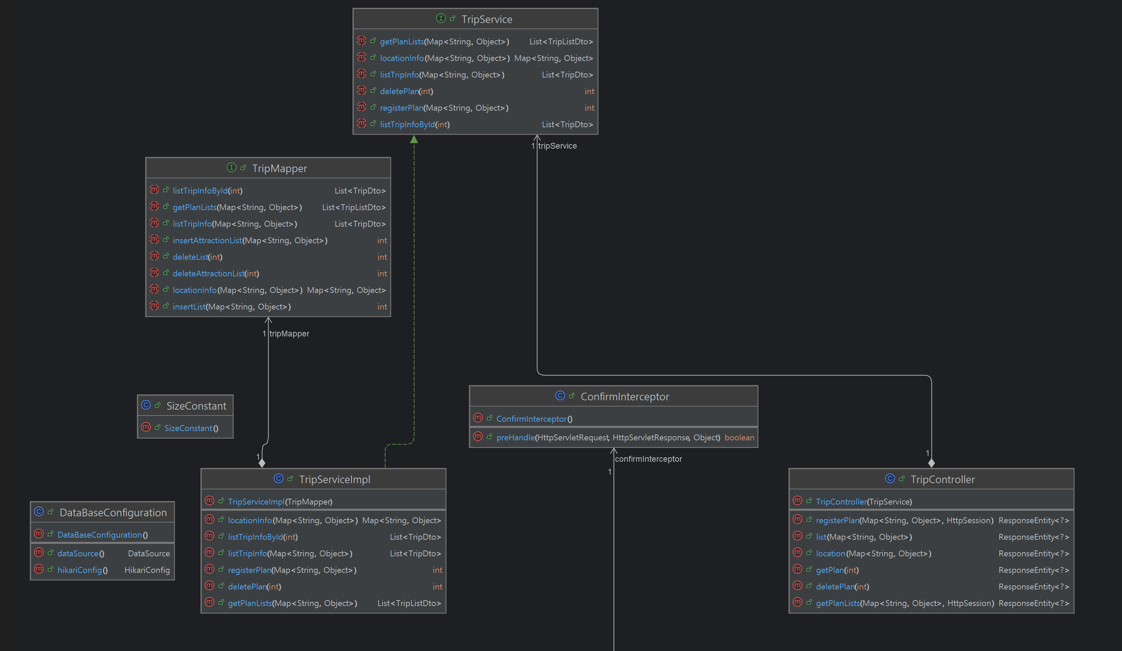 TripService
getPlanLists(Map<String, Object>) List<TripListDto>
locationInfo(Map<String, Object>) Map<String, Object>
listTripInfo(Map<String, Object>) List<TripDto>
deletePlan(int) int
registerPlan(Map<String, Object>) int
listTripInfoById(int) List<TripDto>
1 tripService
TripMapper
listTripInfoById(int) List<TripDto>
getPlanLists(Map<String, Object>) List<TripListDto>
listTripInfo(Map<String, Object>) List<TripDto>
insertAttractionList(Map<String, Object>) int
deleteList(int) int
deleteAttractionList(int) int
locationInfo(Map<String, Object>) Map<String, Object>
insertList(Map<String, Object>) int
1 tripMapper
SizeConstant
SizeConstant()
1
ConfirmInterceptor
ConfirmInterceptor()
preHandle(HttpServletRequest, HttpServletResponse, Object) boolean
confirmInterceptor
1
1
DataBaseConfiguration
DataBaseConfiguration()
dataSource() DataSource
hikariConfig() HikariConfig
TripServiceImpl
TripServiceImpl(TripMapper)
locationInfo(Map<String, Object>) Map<String, Object>
listTripInfoById(int) List<TripDto>
listTripInfo(Map<String, Object>) List<TripDto>
registerPlan(Map<String, Object>) int
deletePlan(int) int
getPlanLists(Map<String, Object>) List<TripListDto>
TripController
TripController(TripService)
registerPlan(Map<String, Object>, HttpSession) ResponseEntity<?>
list(Map<String, Object>) ResponseEntity<?>
location(Map<String, Object>) ResponseEntity<?>
getPlan(int) ResponseEntity<?>
deletePlan(int) ResponseEntity<?>
getPlanLists(Map<String, Object>, HttpSession) ResponseEntity<?>